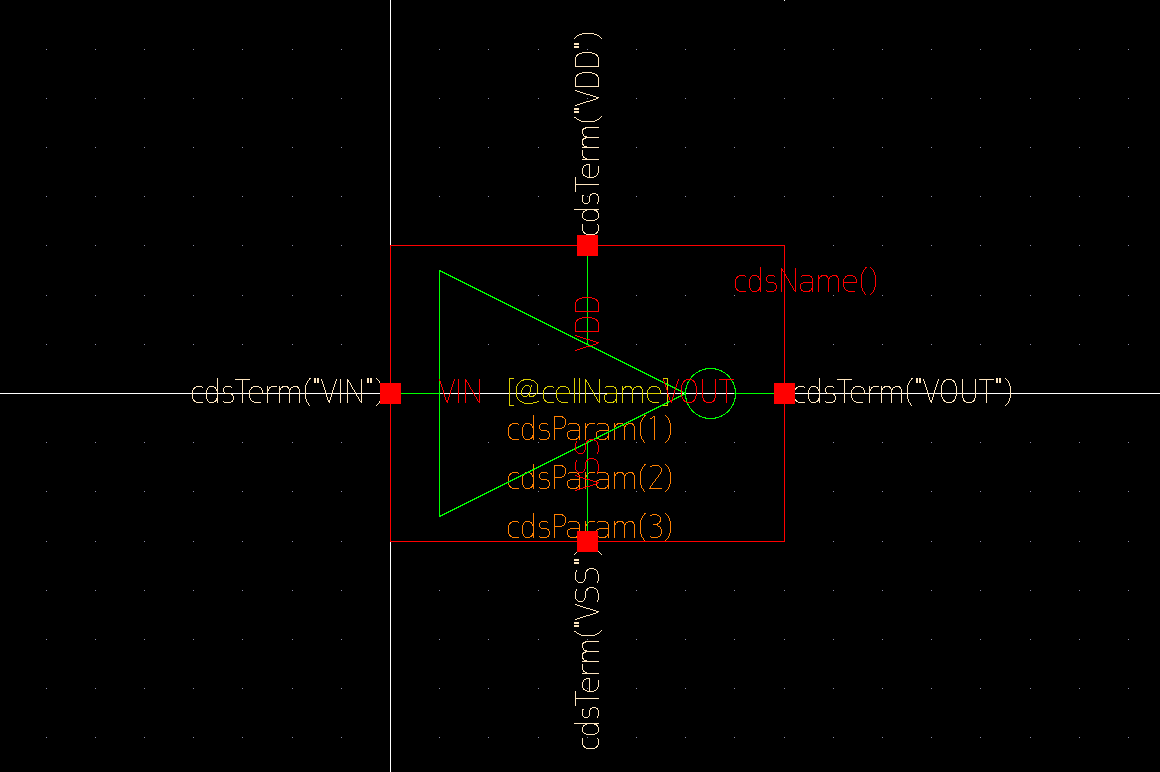 cdsTerm("VDD")
cdsName()
VDD
cdsTerm("VIN")
VIN
[@cellName]
VOUT
cdsTerm("VOUT")
cdsParam(1)
VSS
cdsParam(2)
cdsParam(3)
cdsTerm("VSS")